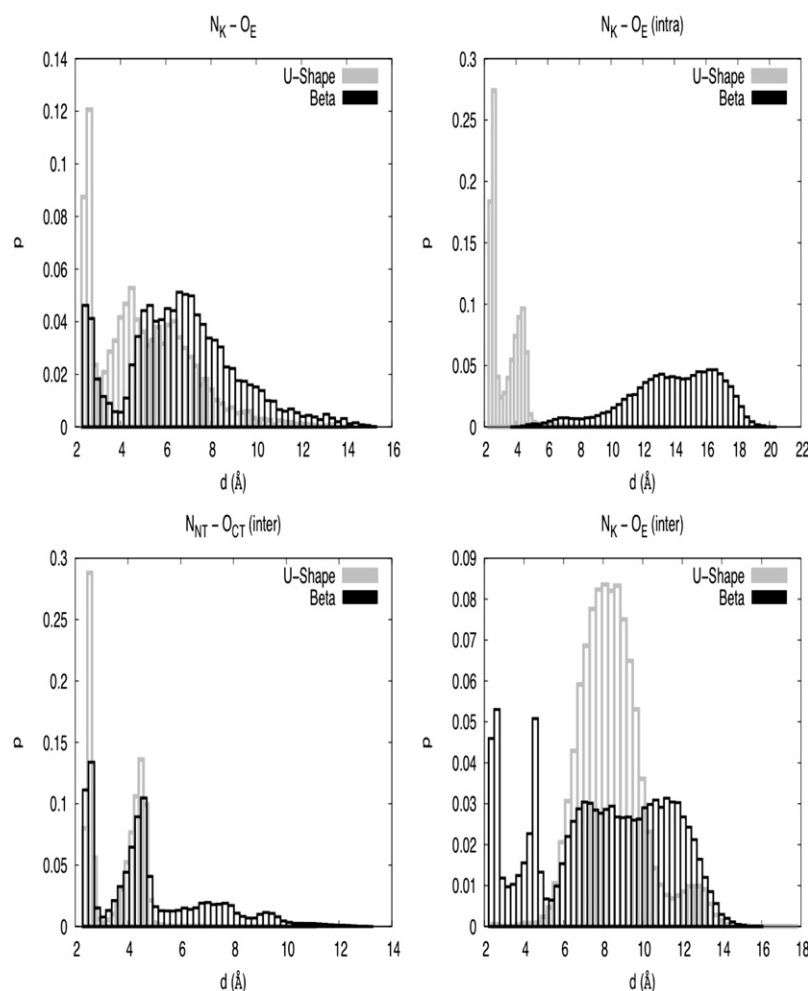 N_K – O_E
0.14
0.12
0.1
0.08
0.06
0.04
0.02
0
P
U–Shape
Beta
2 4 6 8 10 12 14 16
d (Å)
N_K – O_E (intra)
0.3
0.25
0.2
0.15
0.1
0.05
0
P
U–Shape
Beta
2 4 6 8 10 12 14 16 18 20 22
d (Å)
N_NT – O_CT (inter)
0.3
0.25
0.2
0.15
0.1
0.05
0
P
U–Shape
Beta
2 4 6 8 10 12 14
d (Å)
N_K – O_E (inter)
0.09
0.08
0.07
0.06
0.05
0.04
0.03
0.02
0.01
0
P
U–Shape
Beta
2 4 6 8 10 12 14 16 18
d (Å)